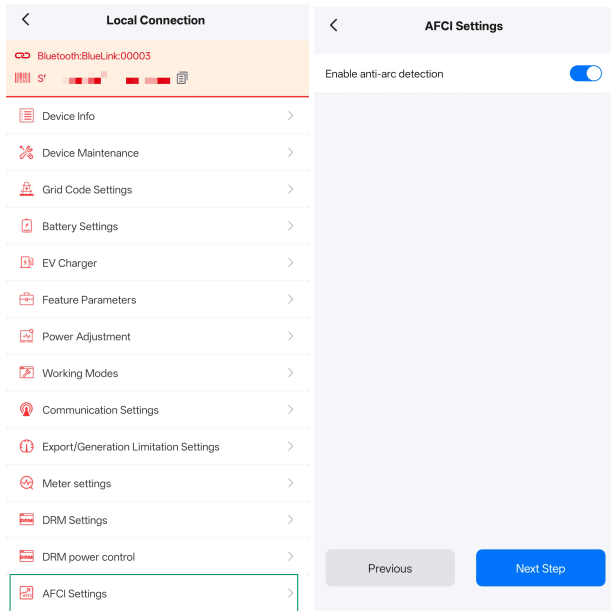 Local Connection
Bluetooth:BlueLink:00003
Device Info
Device Maintenance
Grid Code Settings
Battery Settings
EV Charger
Feature Parameters
Power Adjustment
Working Modes
Communication Settings
Export/Generation Limitation Settings
Meter settings
DRM Settings
DRM power control
AFCI Settings
AFCI Settings
Enable anti-arc detection
Previous
Next Step